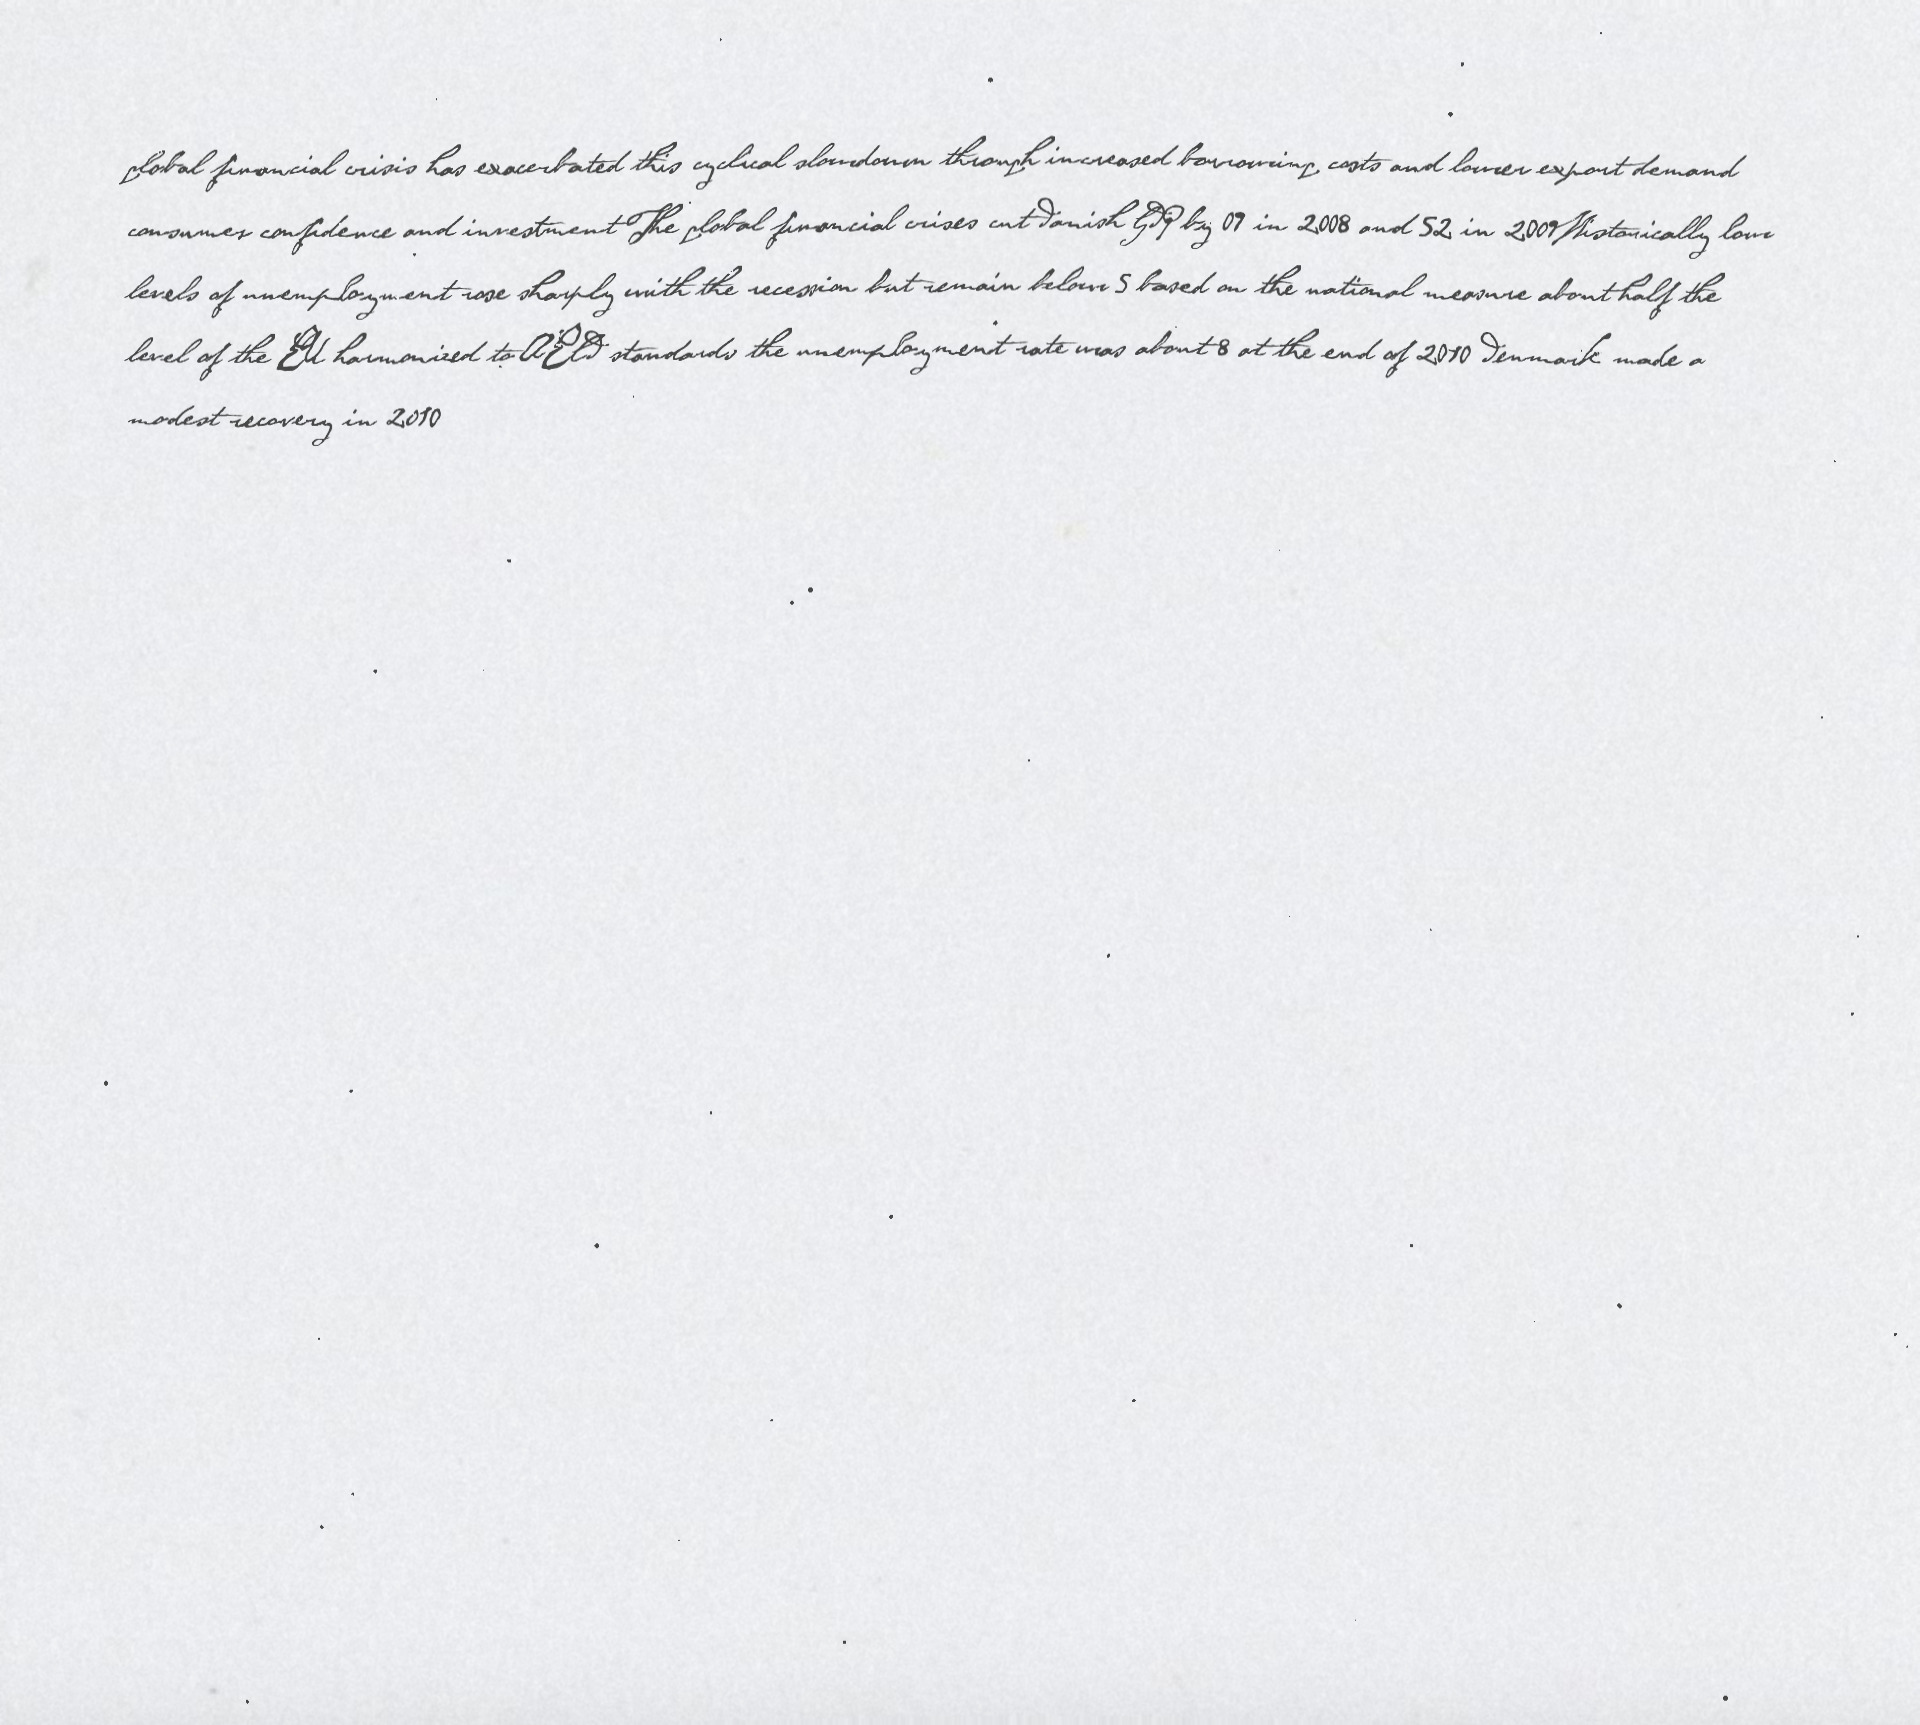 global financial crisis has exacerbated this cyclical slowdown through increased borrowing costs and lower export demand
consumer confidence and investment The global financial crises cut Danish GDP by 09 in 2008 and 52 in 2009 Historically low
levels of unemployment rose sharply with the recession but remain below 5 based on the national measure about half the
level of the EU harmonized to OECD standards the unemployment rate was about 8 at the end of 2010 Denmark made a
modest recovery in 2010